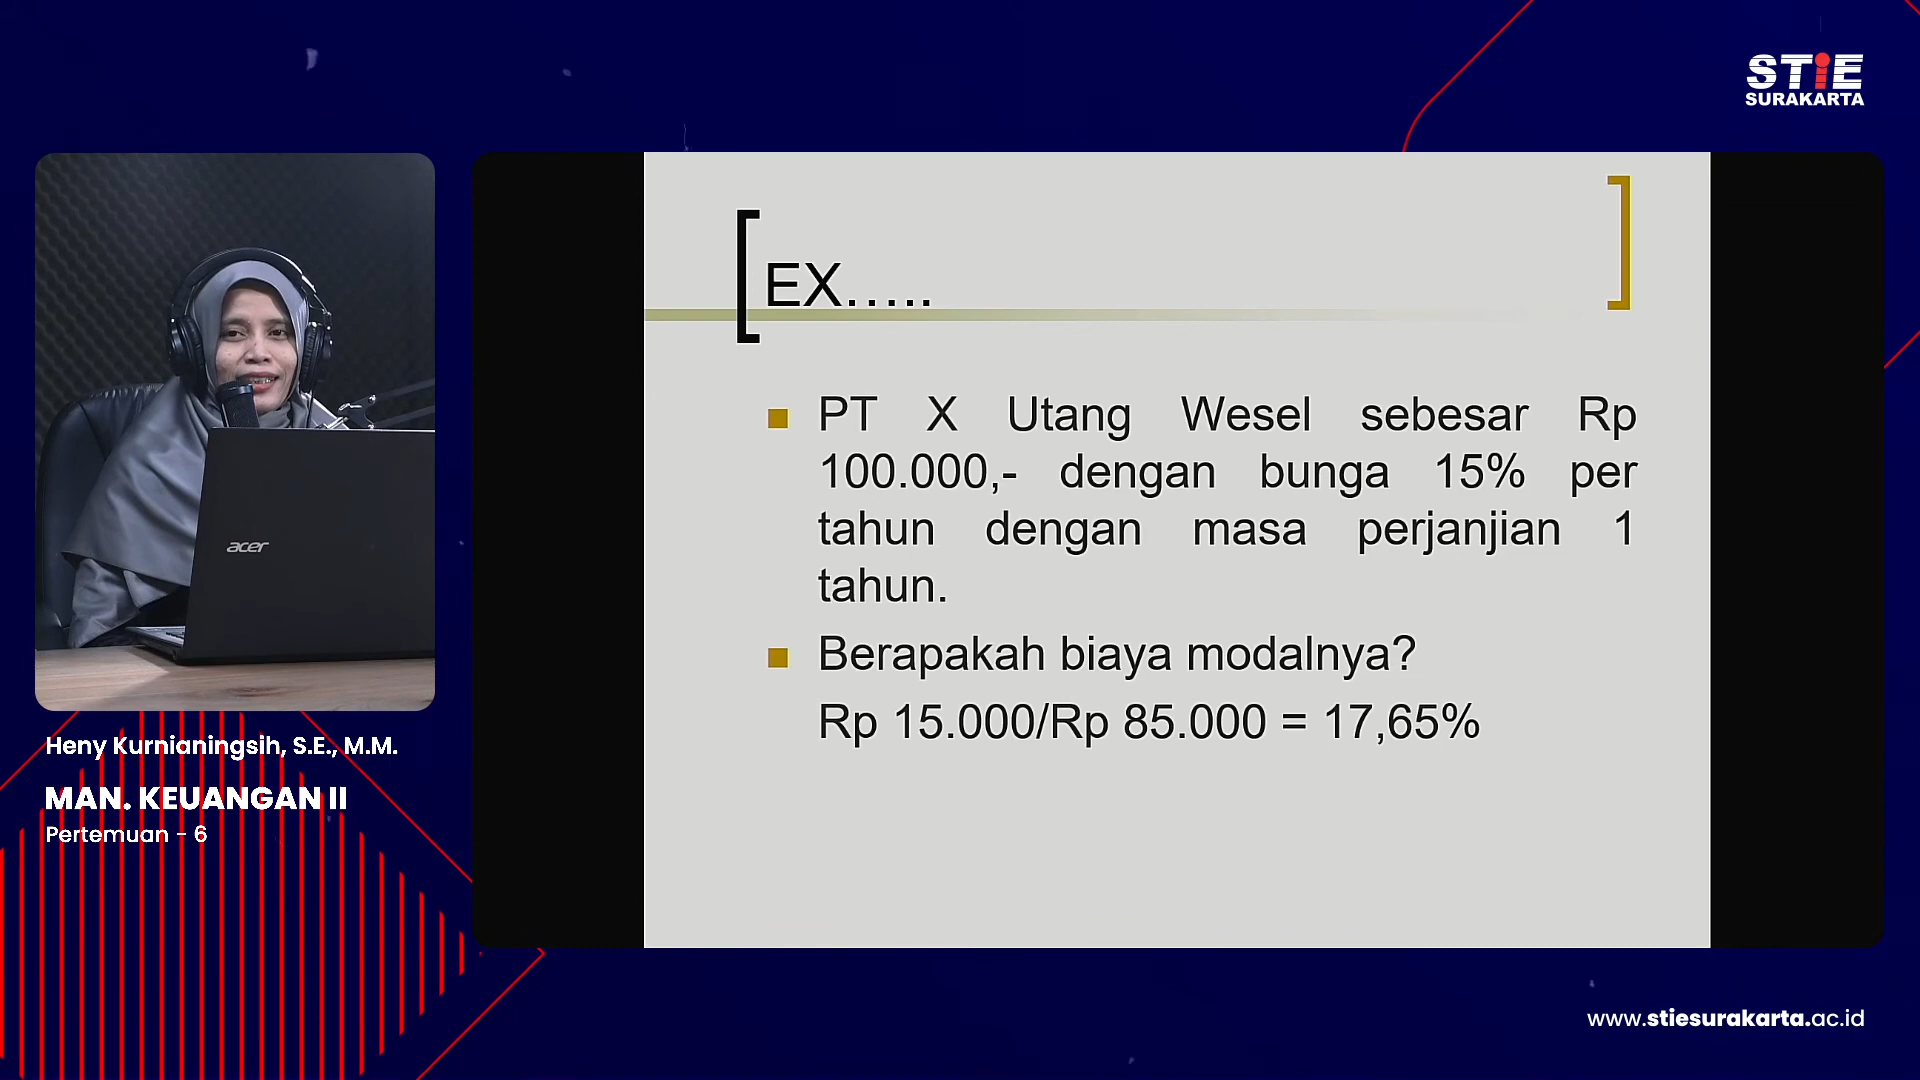 STiE
SURAKARTA
EX.....
PT X Utang Wesel sebesar Rp
100.000,- dengan bunga 15% per
tahun dengan masa perjanjian 1
tahun.
Berapakah biaya modalnya?
Rp 15.000/Rp 85.000 = 17,65%
acer
Heny Kurnianingsih, S.E., M.M.
MAN. KEUANGAN II
Pertemuan - 6
www.stiesurakarta.ac.id